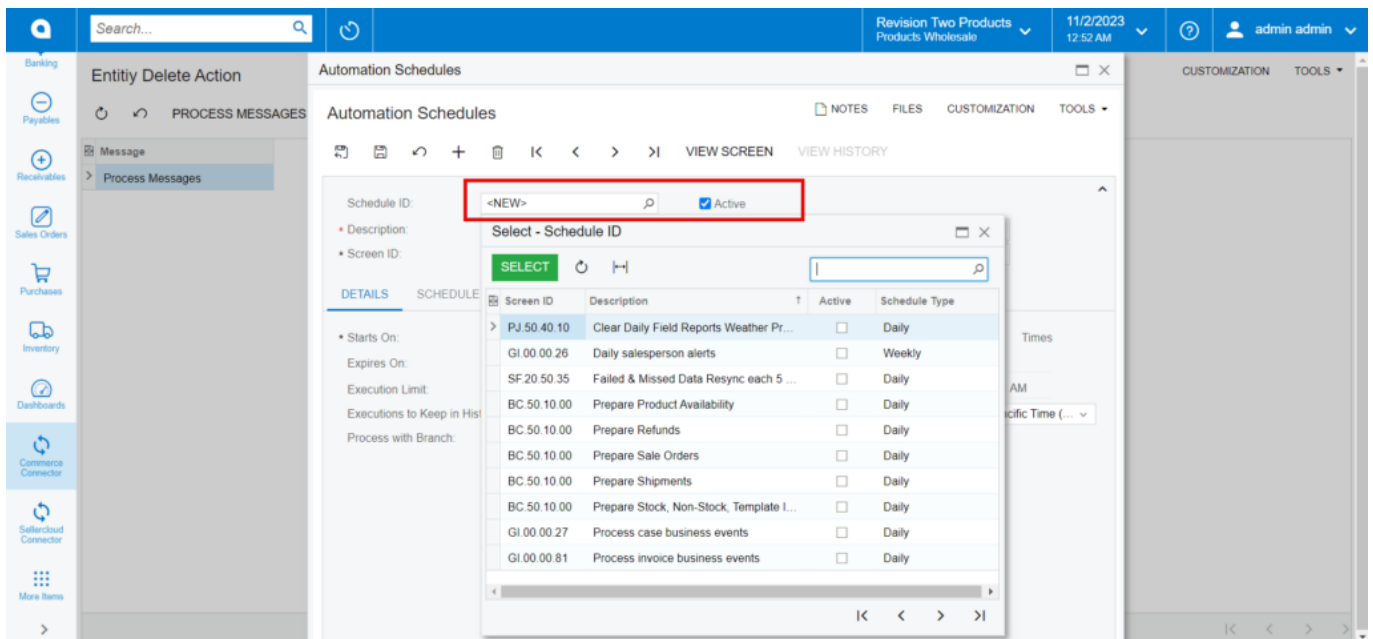 Search...
Revision Two Products
Products Wholesale
11/2/2023
12:52 AM
admin admin
Banking
Payables
Receivables
Sales Orders
Purchases
Inventory
Dashboards
Commerce
Connector
Sellercloud
Connector
More Items
Entitiy Delete Action
PROCESS MESSAGES
Message
Process Messages
CUSTOMIZATION TOOLS
Automation Schedules
Automation Schedules
NOTES FILES CUSTOMIZATION TOOLS
VIEW SCREEN VIEW HISTORY
Schedule ID: <NEW> Active
Description:
Screen ID:
DETAILS SCHEDULE
Starts On:
Expires On:
Execution Limit:
Executions to Keep in Hist
Process with Branch:
Times
AM
cific Time (...
Select - Schedule ID
SELECT
Screen ID Description Active Schedule Type
PJ.50.40.10 Clear Daily Field Reports Weather Pr... Daily
GI.00.00.26 Daily salesperson alerts Weekly
SF.20.50.35 Failed & Missed Data Resync each 5 ... Daily
BC.50.10.00 Prepare Product Availability Daily
BC.50.10.00 Prepare Refunds Daily
BC.50.10.00 Prepare Sale Orders Daily
BC.50.10.00 Prepare Shipments Daily
BC.50.10.00 Prepare Stock, Non-Stock, Template I... Daily
GI.00.00.27 Process case business events Daily
GI.00.00.81 Process invoice business events Daily